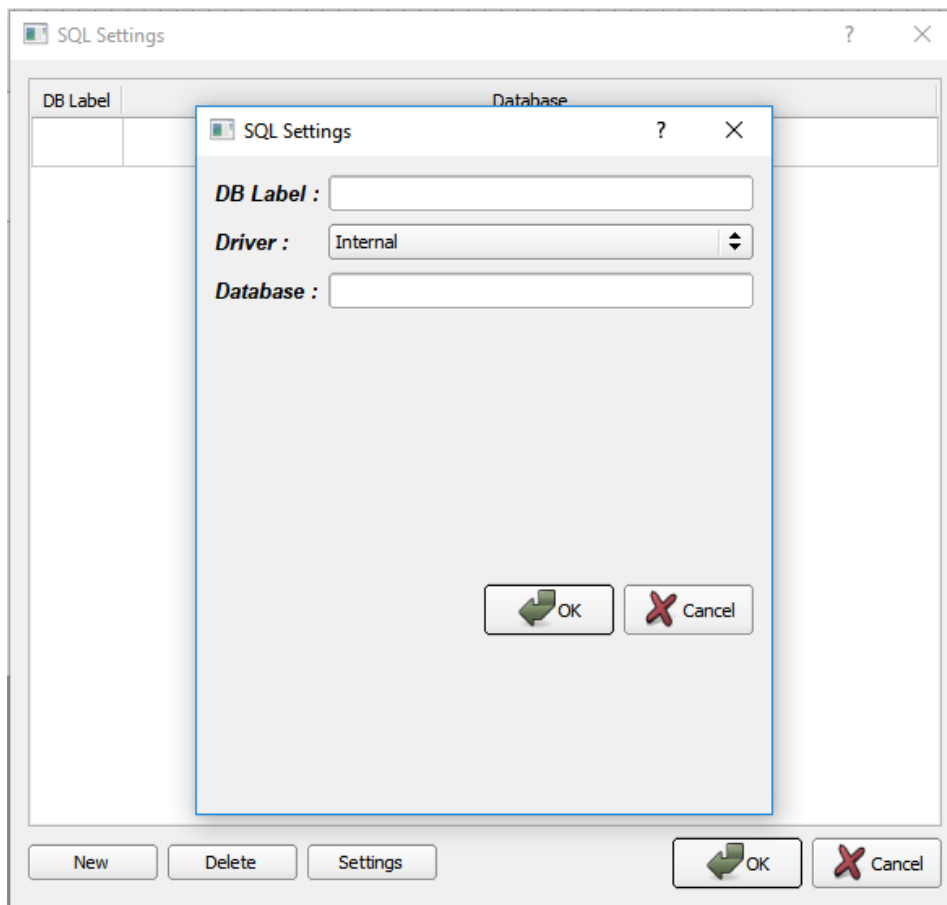 SQL Settings ?
DB Label Database
SQL Settings ?
DB Label :
Driver : Internal
Database :
OK Cancel
New Delete Settings OK Cancel